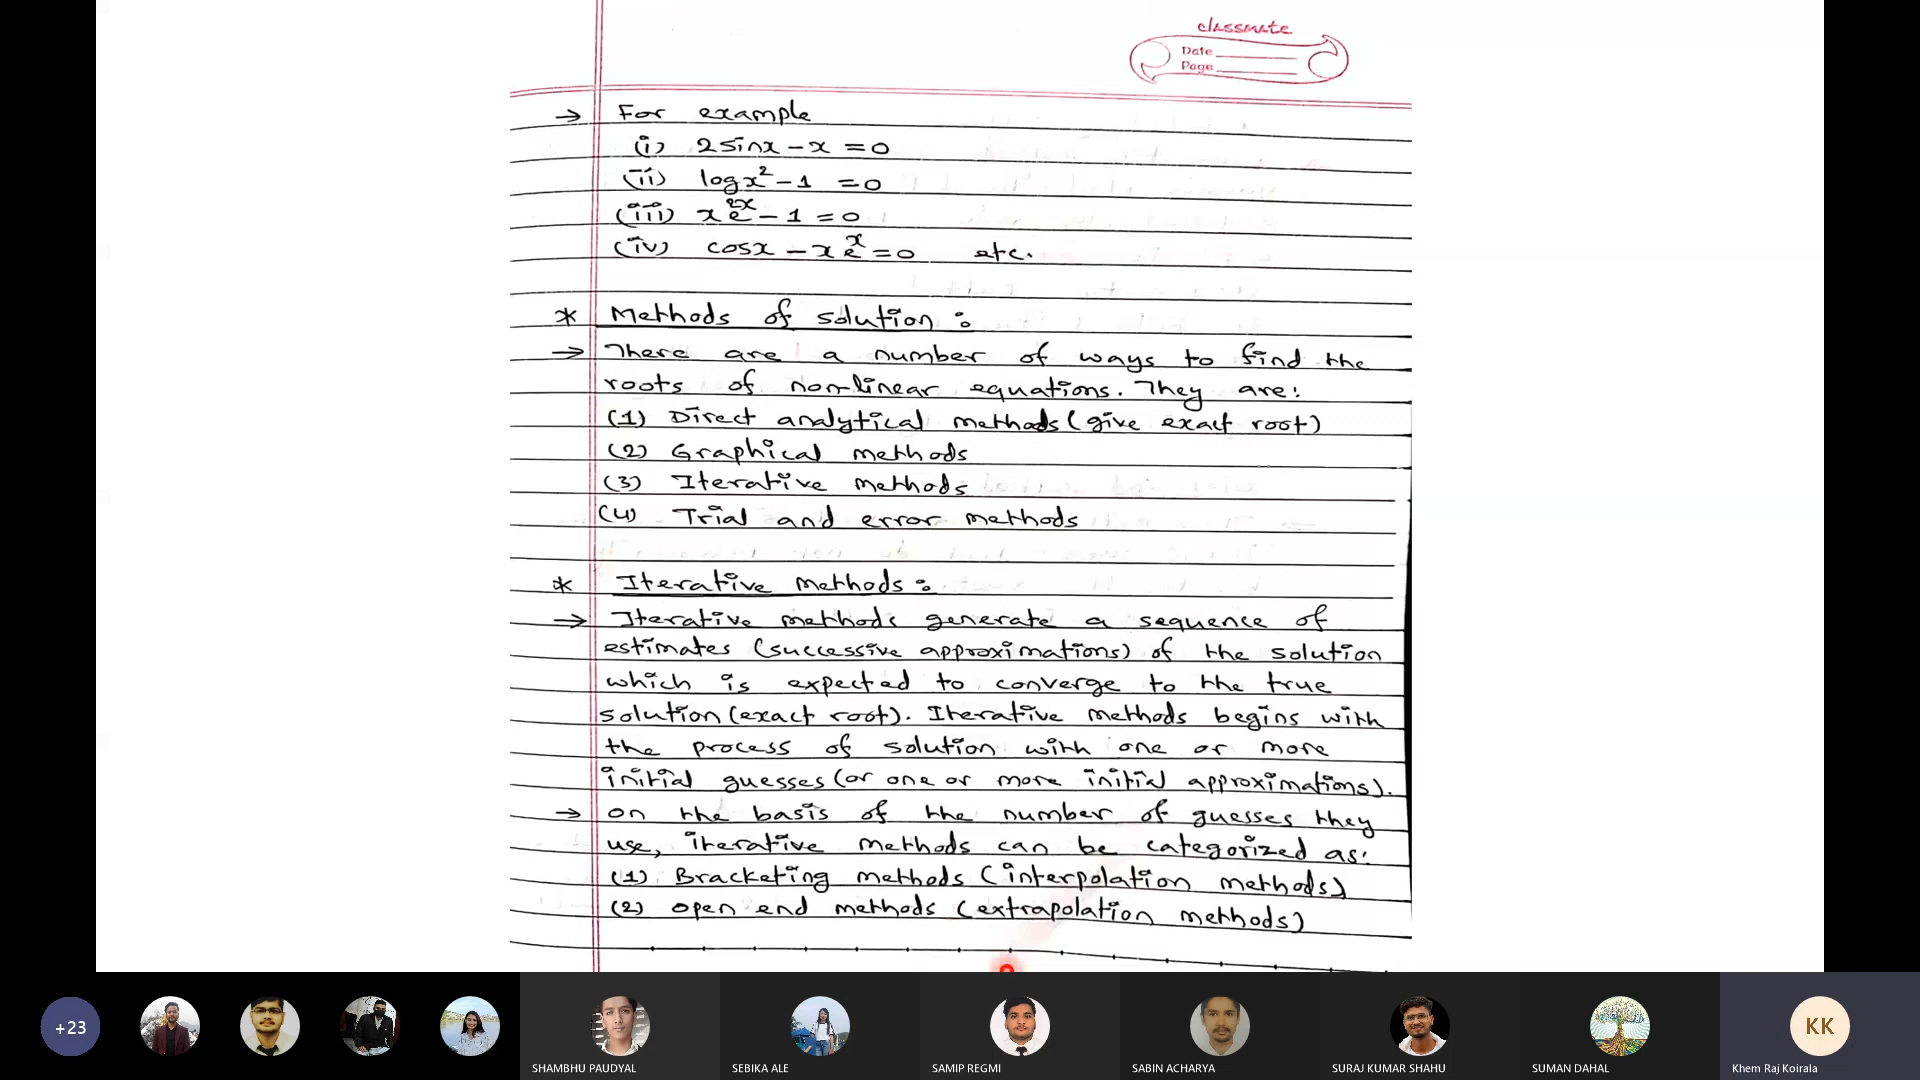 classmate
Date
Page
→ For example
(i) 2sinx - x = 0
(ii) logx² - 1 = 0
(iii) xe²ˣ - 1 = 0
(iv) cosx - xeˣ = 0 etc.
* Methods of solution :
→ There are a number of ways to find the
roots of non-linear equations. They are:
(1) Direct analytical methods (give exact root)
(2) Graphical methods
(3) Iterative methods
(4) Trial and error methods
* Iterative methods :
→ Iterative methods generate a sequence of
estimates (successive approximations) of the solution
which is expected to converge to the true
solution (exact root). Iterative methods begins with
the process of solution with one or more
initial guesses (or one or more initial approximations).
→ on the basis of the number of guesses they
use, iterative methods can be categorized as:
(1) Bracketing methods (interpolation methods)
(2) open end methods (extrapolation methods)
+23
SHAMBHU PAUDYAL
SEBIKA ALE
SAMIP REGMI
SABIN ACHARYA
SURAJ KUMAR SHAHU
SUMAN DAHAL
KK
Khem Raj Koirala